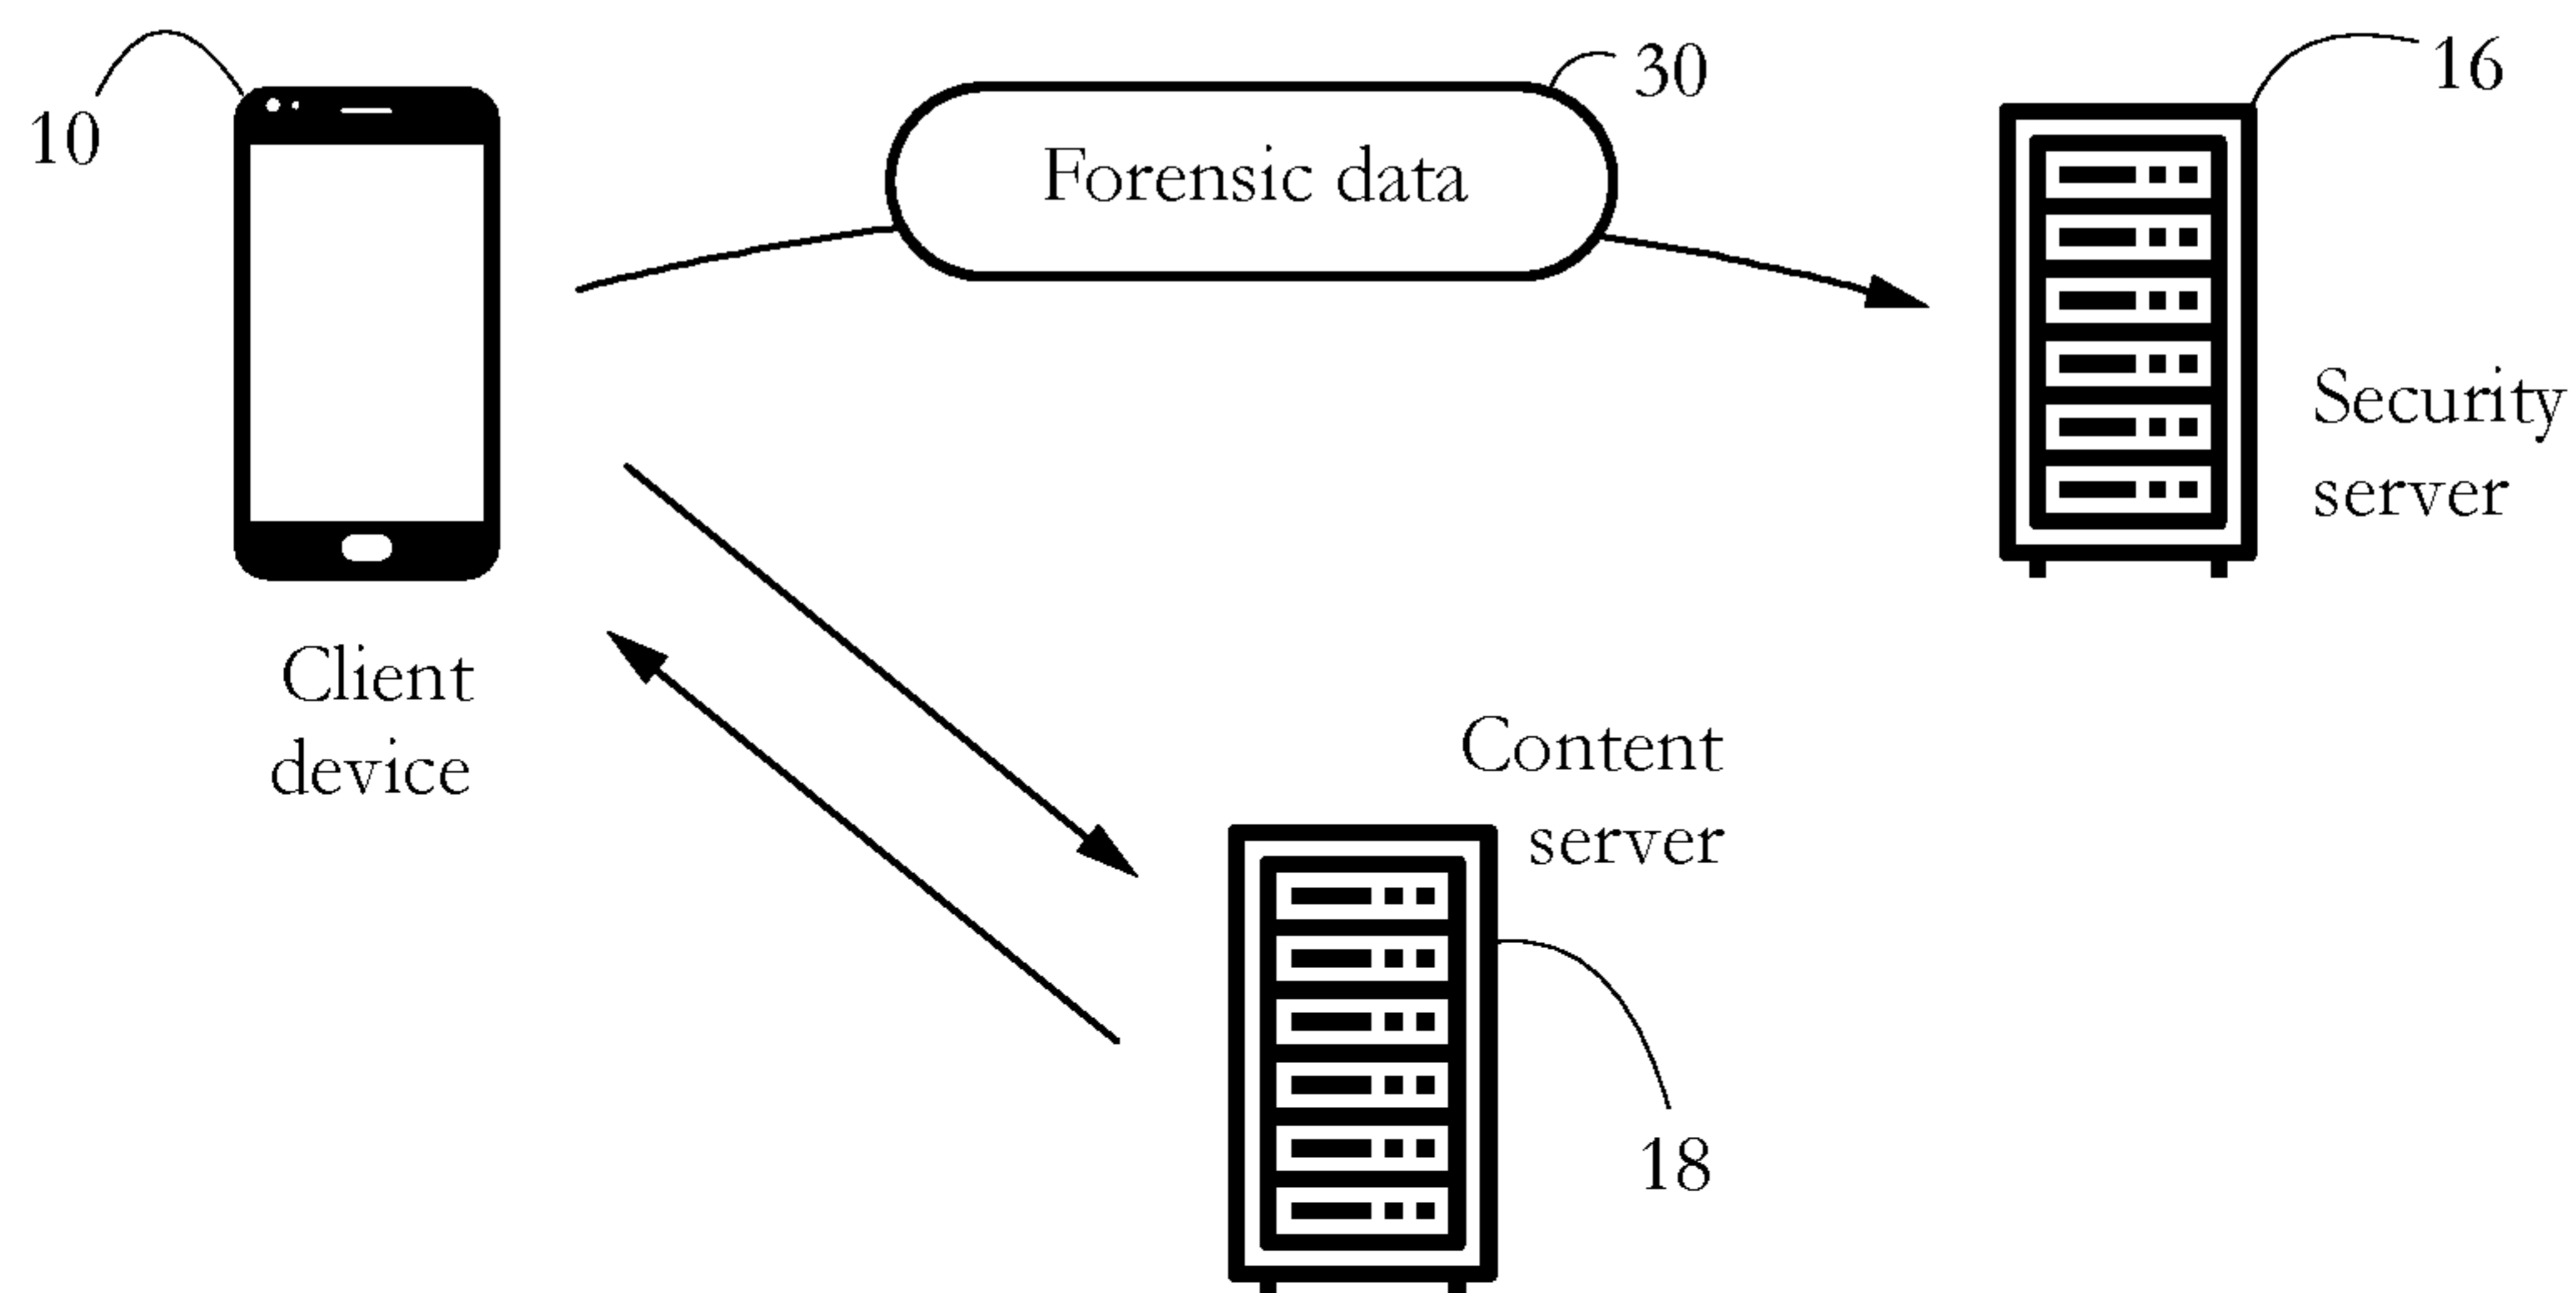 10
30
16
Forensic data
Security
server
Client
device
Content
server
18